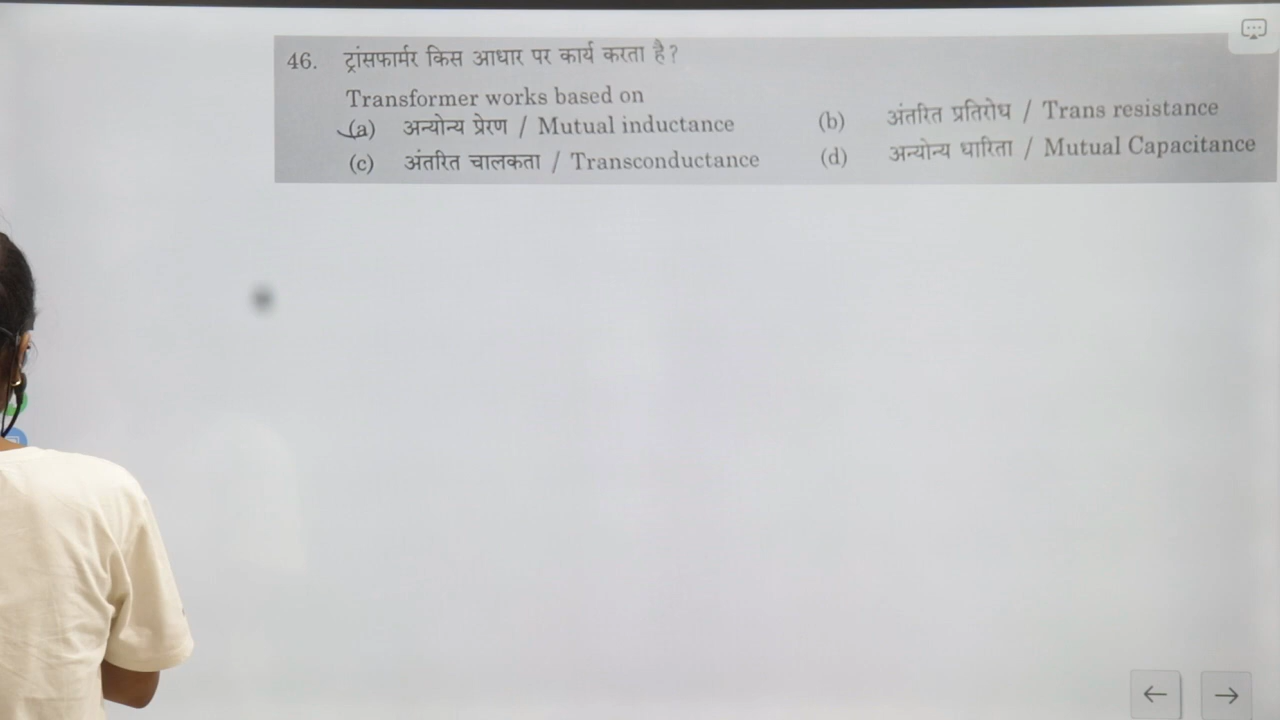 46. ट्रांसफार्मर किस आधार पर कार्य करता है?
Transformer works based on
(a) अन्योन्य प्रेरण / Mutual inductance (b) अंतरित प्रतिरोध / Trans resistance
(c) अंतरित चालकता / Transconductance (d) अन्योन्य धारिता / Mutual Capacitance